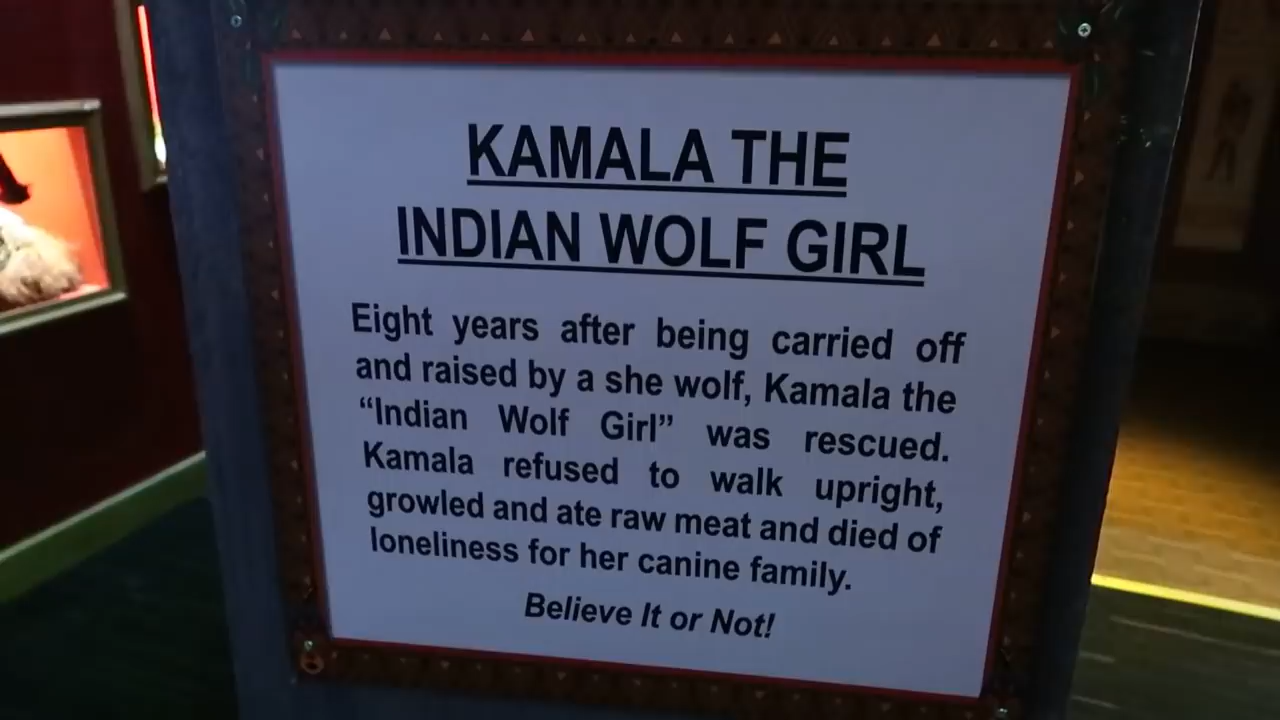 KAMALA THE
INDIAN WOLF GIRL
Eight years after being carried off
and raised by a she wolf, Kamala the
“Indian Wolf Girl” was rescued.
Kamala refused to walk upright,
growled and ate raw meat and died of
loneliness for her canine family.
Believe It or Not!